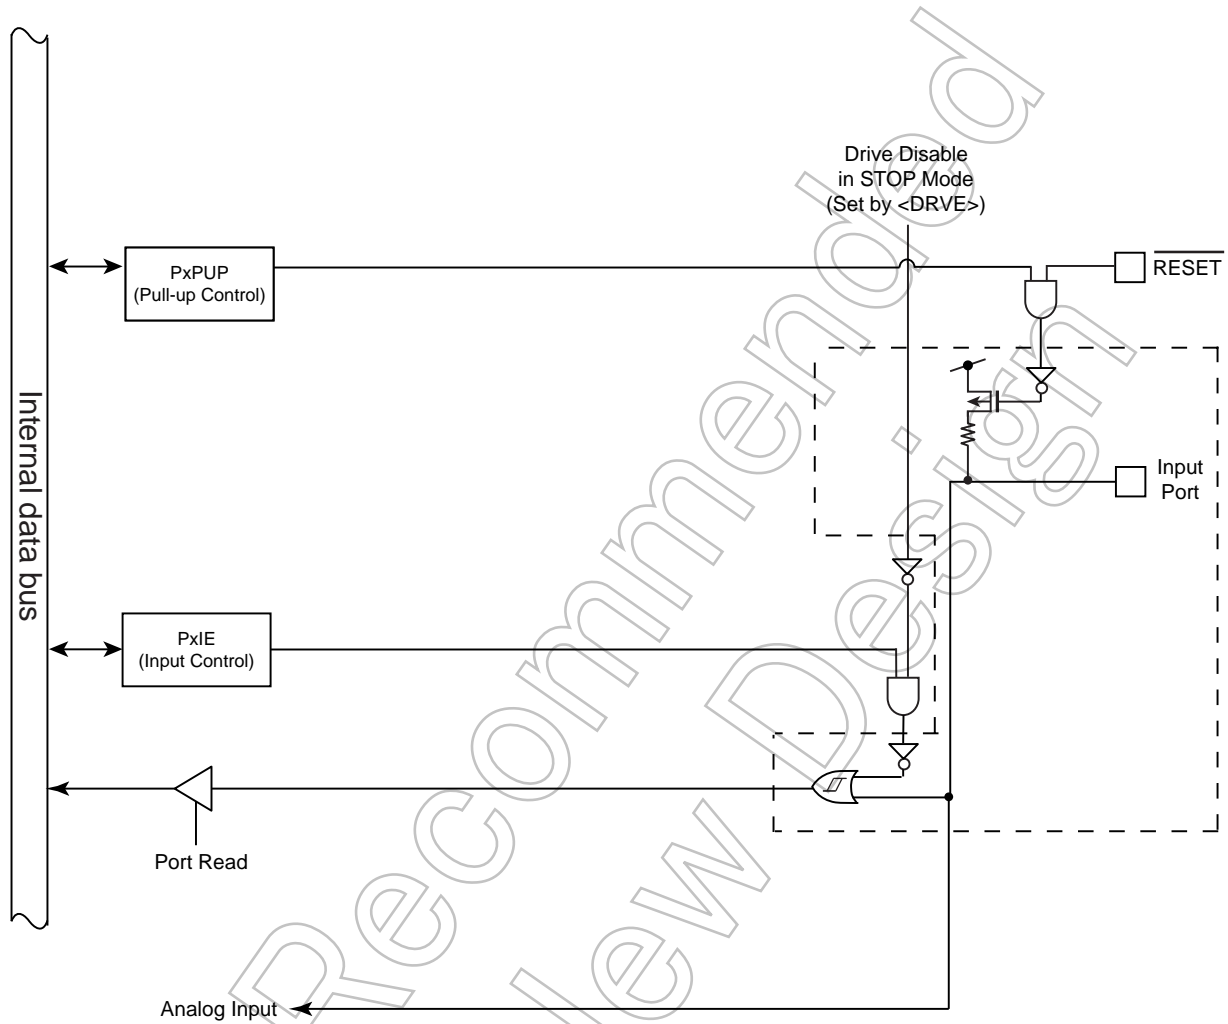 Drive Disable
in STOP Mode
(Set by <DRVE>)
PxPUP
(Pull-up Control)
RESET
Internal data bus
Input
Port
PxIE
(Input Control)
Port Read
Analog Input
Recommended
New Design